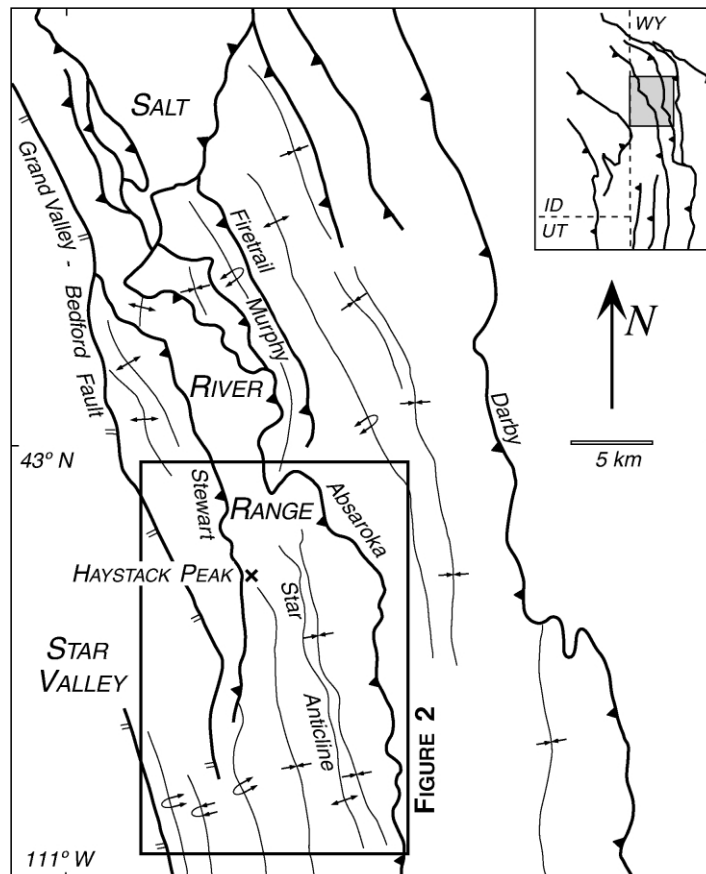 WY
ID
UT
SALT
Grand Valley - Bedford Fault
Firetrail
Murphy
N
RIVER
Darby
5 km
43° N
Stewart
RANGE
Absaroka
HAYSTACK PEAK
Star
Anticline
STAR
VALLEY
FIGURE 2
111° W